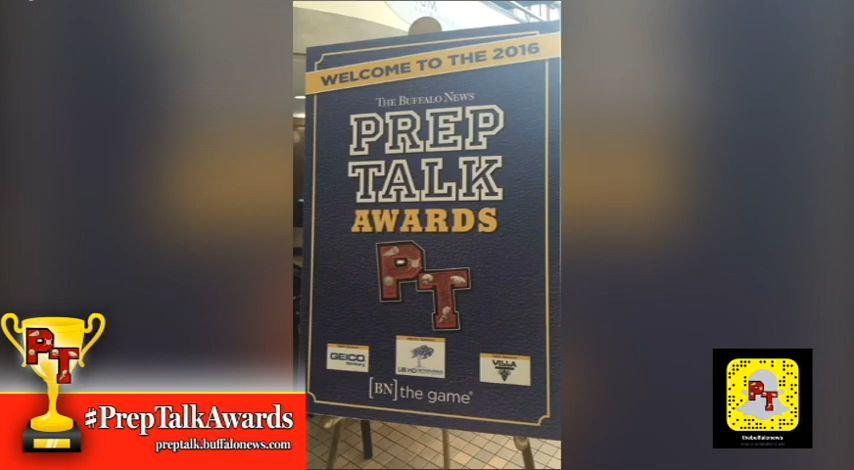 WELCOME TO THE 2016
THE BUFFALO NEWS
PREP
TALK
AWARDS
PT
GEICO
VILLA
[BN] the game
PT
#PrepTalkAwards
preptalk.buffalonews.com
PT
thebuffalonews